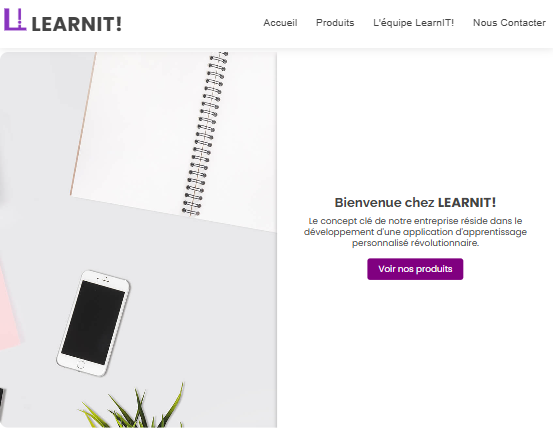 LEARNIT!
Accueil Produits L'équipe LearnIT! Nous Contacter
Bienvenue chez LEARNIT!
Le concept clé de notre entreprise réside dans le
développement d'une application d'apprentissage
personnalisé révolutionnaire.
Voir nos produits